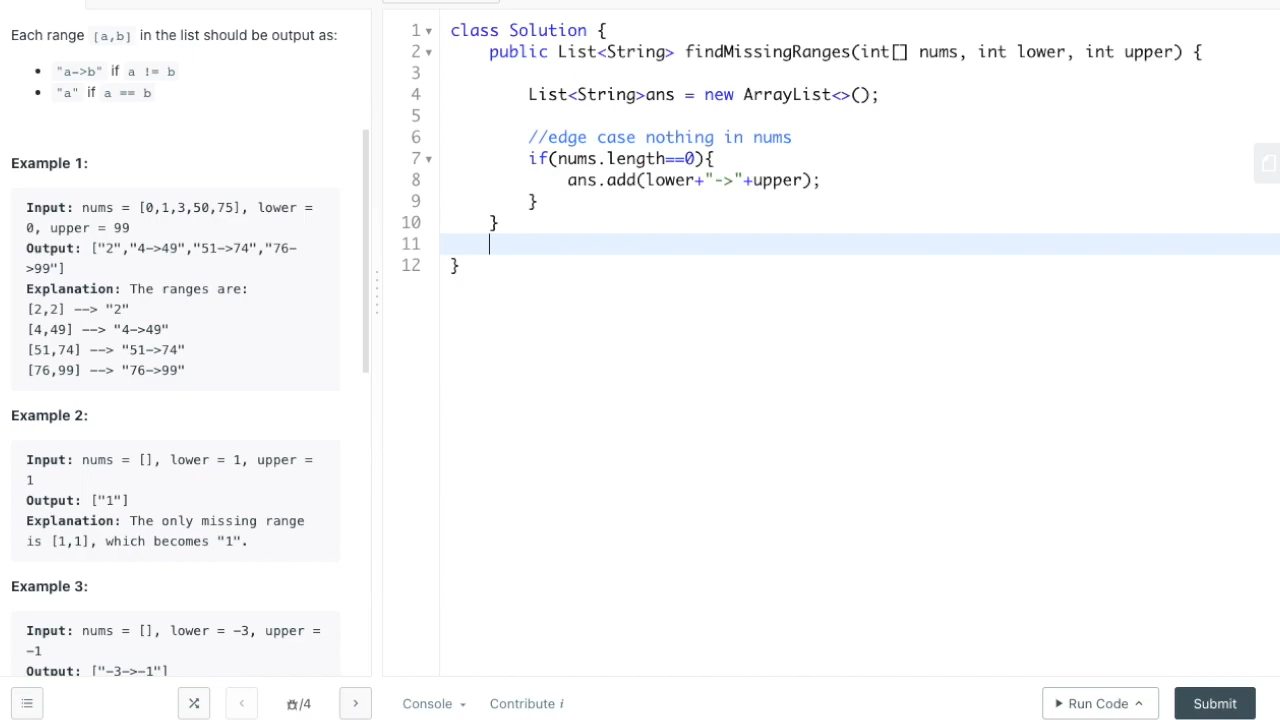 Each range [a,b] in the list should be output as:
• "a->b" if a != b
• "a" if a == b
Example 1:
Input: nums = [0,1,3,50,75], lower =
0, upper = 99
Output: ["2","4->49","51->74","76-
>99"]
Explanation: The ranges are:
[2,2] --> "2"
[4,49] --> "4->49"
[51,74] --> "51->74"
[76,99] --> "76->99"
Example 2:
Input: nums = [], lower = 1, upper =
1
Output: ["1"]
Explanation: The only missing range
is [1,1], which becomes "1".
Example 3:
Input: nums = [], lower = -3, upper =
-1
Output: ["-3->-1"]
1 class Solution {
2 public List<String> findMissingRanges(int[] nums, int lower, int upper) {
3
4 List<String>ans = new ArrayList<>();
5
6 //edge case nothing in nums
7 if(nums.length==0){
8 ans.add(lower+"->"+upper);
9 }
10 }
11
12 }
/4
Console
Contribute i
Run Code
Submit